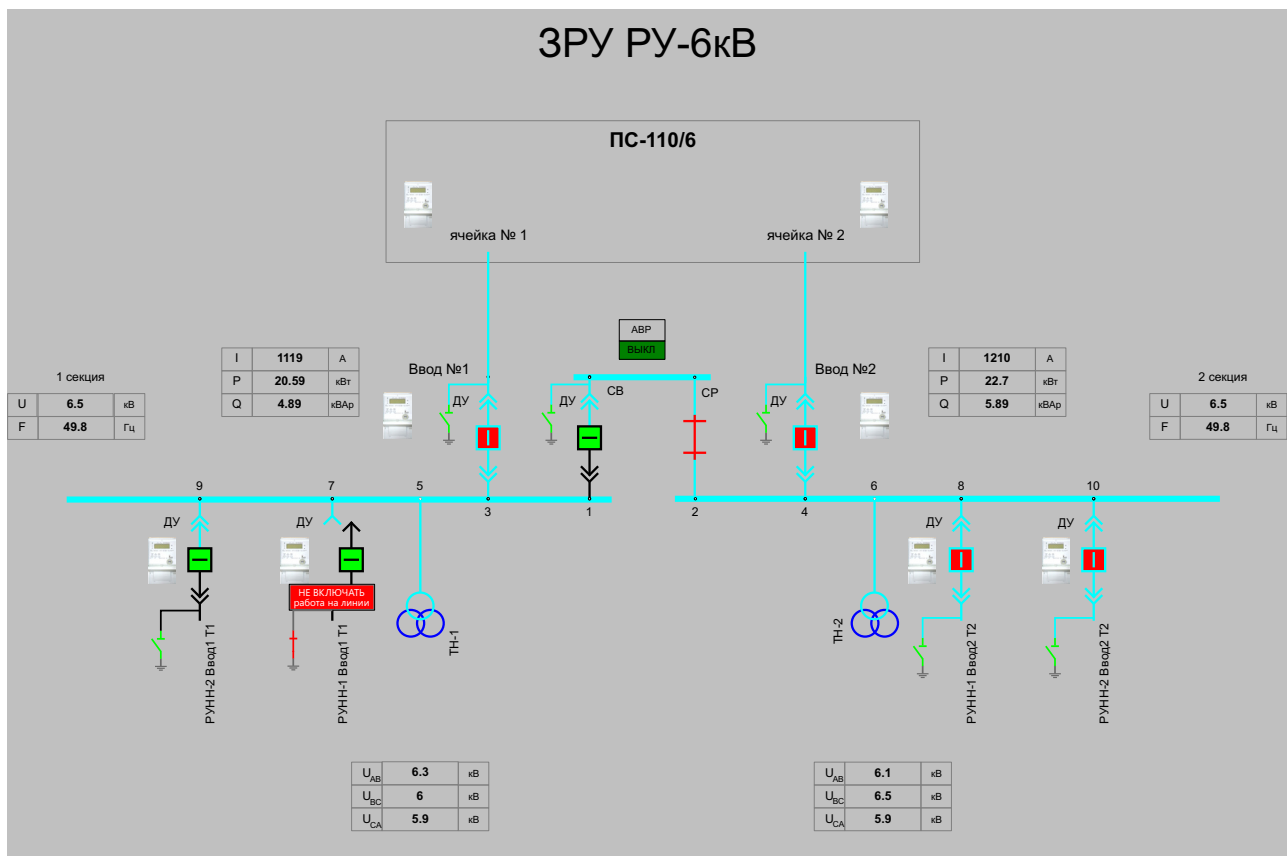 ЗРУ РУ-6кВ
ПС-110/6
ячейка № 1
ячейка № 2
АВР
ВЫКЛ
1 секция
U 6.5 кВ
F 49.8 Гц
I 1119 А
P 20.59 кВт
Q 4.89 кВАр
Ввод №1
ДУ
ДУ
СВ
СР
ДУ
Ввод №2
I 1210 А
P 22.7 кВт
Q 5.89 кВАр
2 секция
U 6.5 кВ
F 49.8 Гц
9
7
5
3
1
2
4
6
8
10
ДУ
ДУ
ДУ
ДУ
НЕ ВКЛЮЧАТЬ
работа на линии
РУНН-2 Ввод1 Т1
РУНН-1 Ввод1 Т1
ТН-1
ТН-2
РУНН-1 Ввод2 Т2
РУНН-2 Ввод2 Т2
UAB 6.3 кВ
UBC 6 кВ
UCA 5.9 кВ
UAB 6.1 кВ
UBC 6.5 кВ
UCA 5.9 кВ